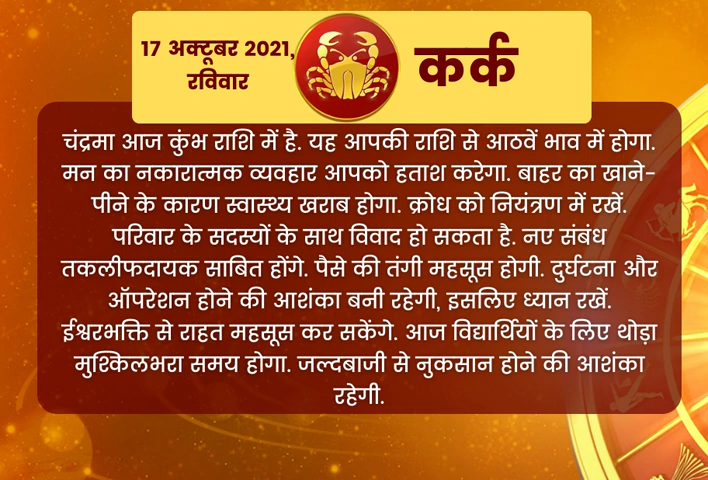 17 अक्टूबर 2021,
रविवार
कर्क
चंद्रमा आज कुंभ राशि में है. यह आपकी राशि से आठवें भाव में होगा.
मन का नकारात्मक व्यवहार आपको हताश करेगा. बाहर का खाने-
पीने के कारण स्वास्थ्य खराब होगा. क्रोध को नियंत्रण में रखें.
परिवार के सदस्यों के साथ विवाद हो सकता है. नए संबंध
तकलीफदायक साबित होंगे. पैसे की तंगी महसूस होगी. दुर्घटना और
ऑपरेशन होने की आशंका बनी रहेगी, इसलिए ध्यान रखें.
ईश्वरभक्ति से राहत महसूस कर सकेंगे. आज विद्यार्थियों के लिए थोड़ा
मुश्किलभरा समय होगा. जल्दबाजी से नुकसान होने की आशंका
रहेगी.